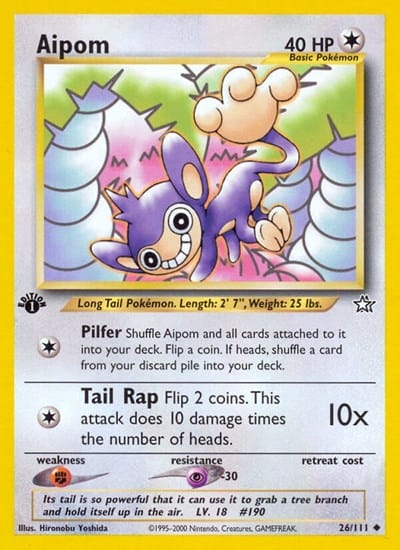 Aipom
40 HP
Basic Pokémon
EDITION
1
Long Tail Pokémon. Length: 2' 7", Weight: 25 lbs.
Pilfer Shuffle Aipom and all cards attached to it
into your deck. Flip a coin. If heads, shuffle a card
from your discard pile into your deck.
Tail Rap Flip 2 coins. This
attack does 10 damage times
the number of heads.
10x
weakness
resistance
retreat cost
-30
Its tail is so powerful that it can use it to grab a tree branch
and hold itself up in the air. LV. 18 #190
Illus. Hironobu Yoshida
©1995-2000 Nintendo, Creatures, GAMEFREAK.
26/111